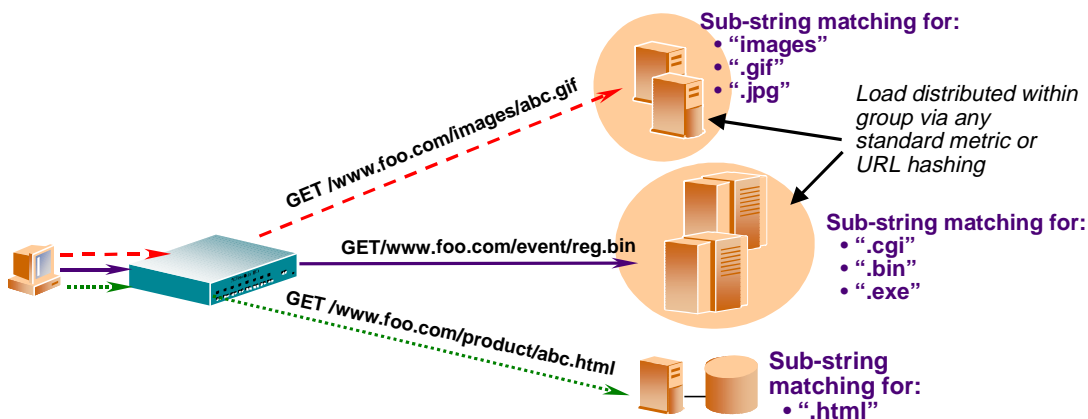 Sub-string matching for:
• “images”
• “.gif”
• “.jpg”
Load distributed within
group via any
standard metric or
URL hashing
GET /www.foo.com/images/abc.gif
GET/www.foo.com/event/reg.bin
Sub-string matching for:
• “.cgi”
• “.bin”
• “.exe”
GET /www.foo.com/product/abc.html
Sub-string
matching for:
• “.html”